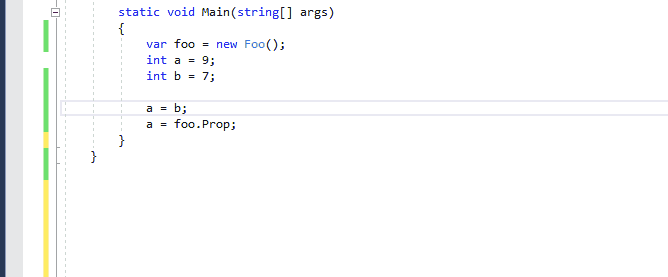 static void Main(string[] args)
{
var foo = new Foo();
int a = 9;
int b = 7;
a = b;
a = foo.Prop;
}
}